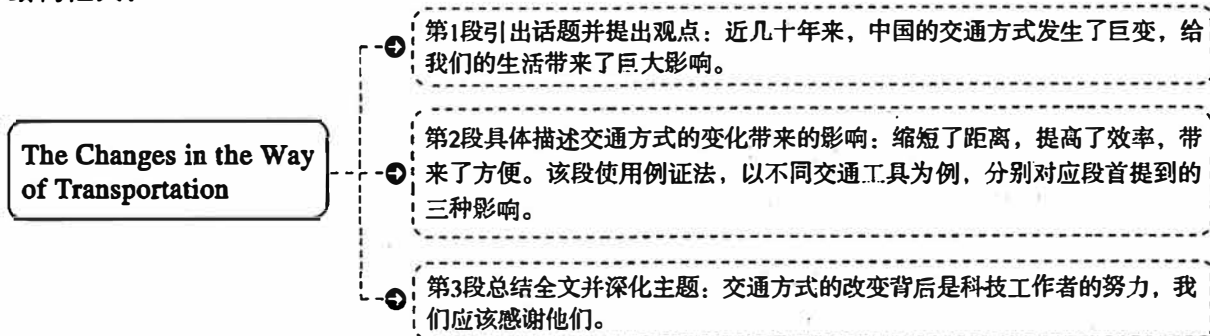 The Changes in the Way
of Transportation
第1段引出话题并提出观点：近几十年来，中国的交通方式发生了巨变，给
我们的生活带来了巨大影响。
第2段具体描述交通方式的变化带来的影响：缩短了距离，提高了效率，带
来了方便。该段使用例证法，以不同交通工具为例，分别对应段首提到的
三种影响。
第3段总结全文并深化主题：交通方式的改变背后是科技工作者的努力，我
们应该感谢他们。